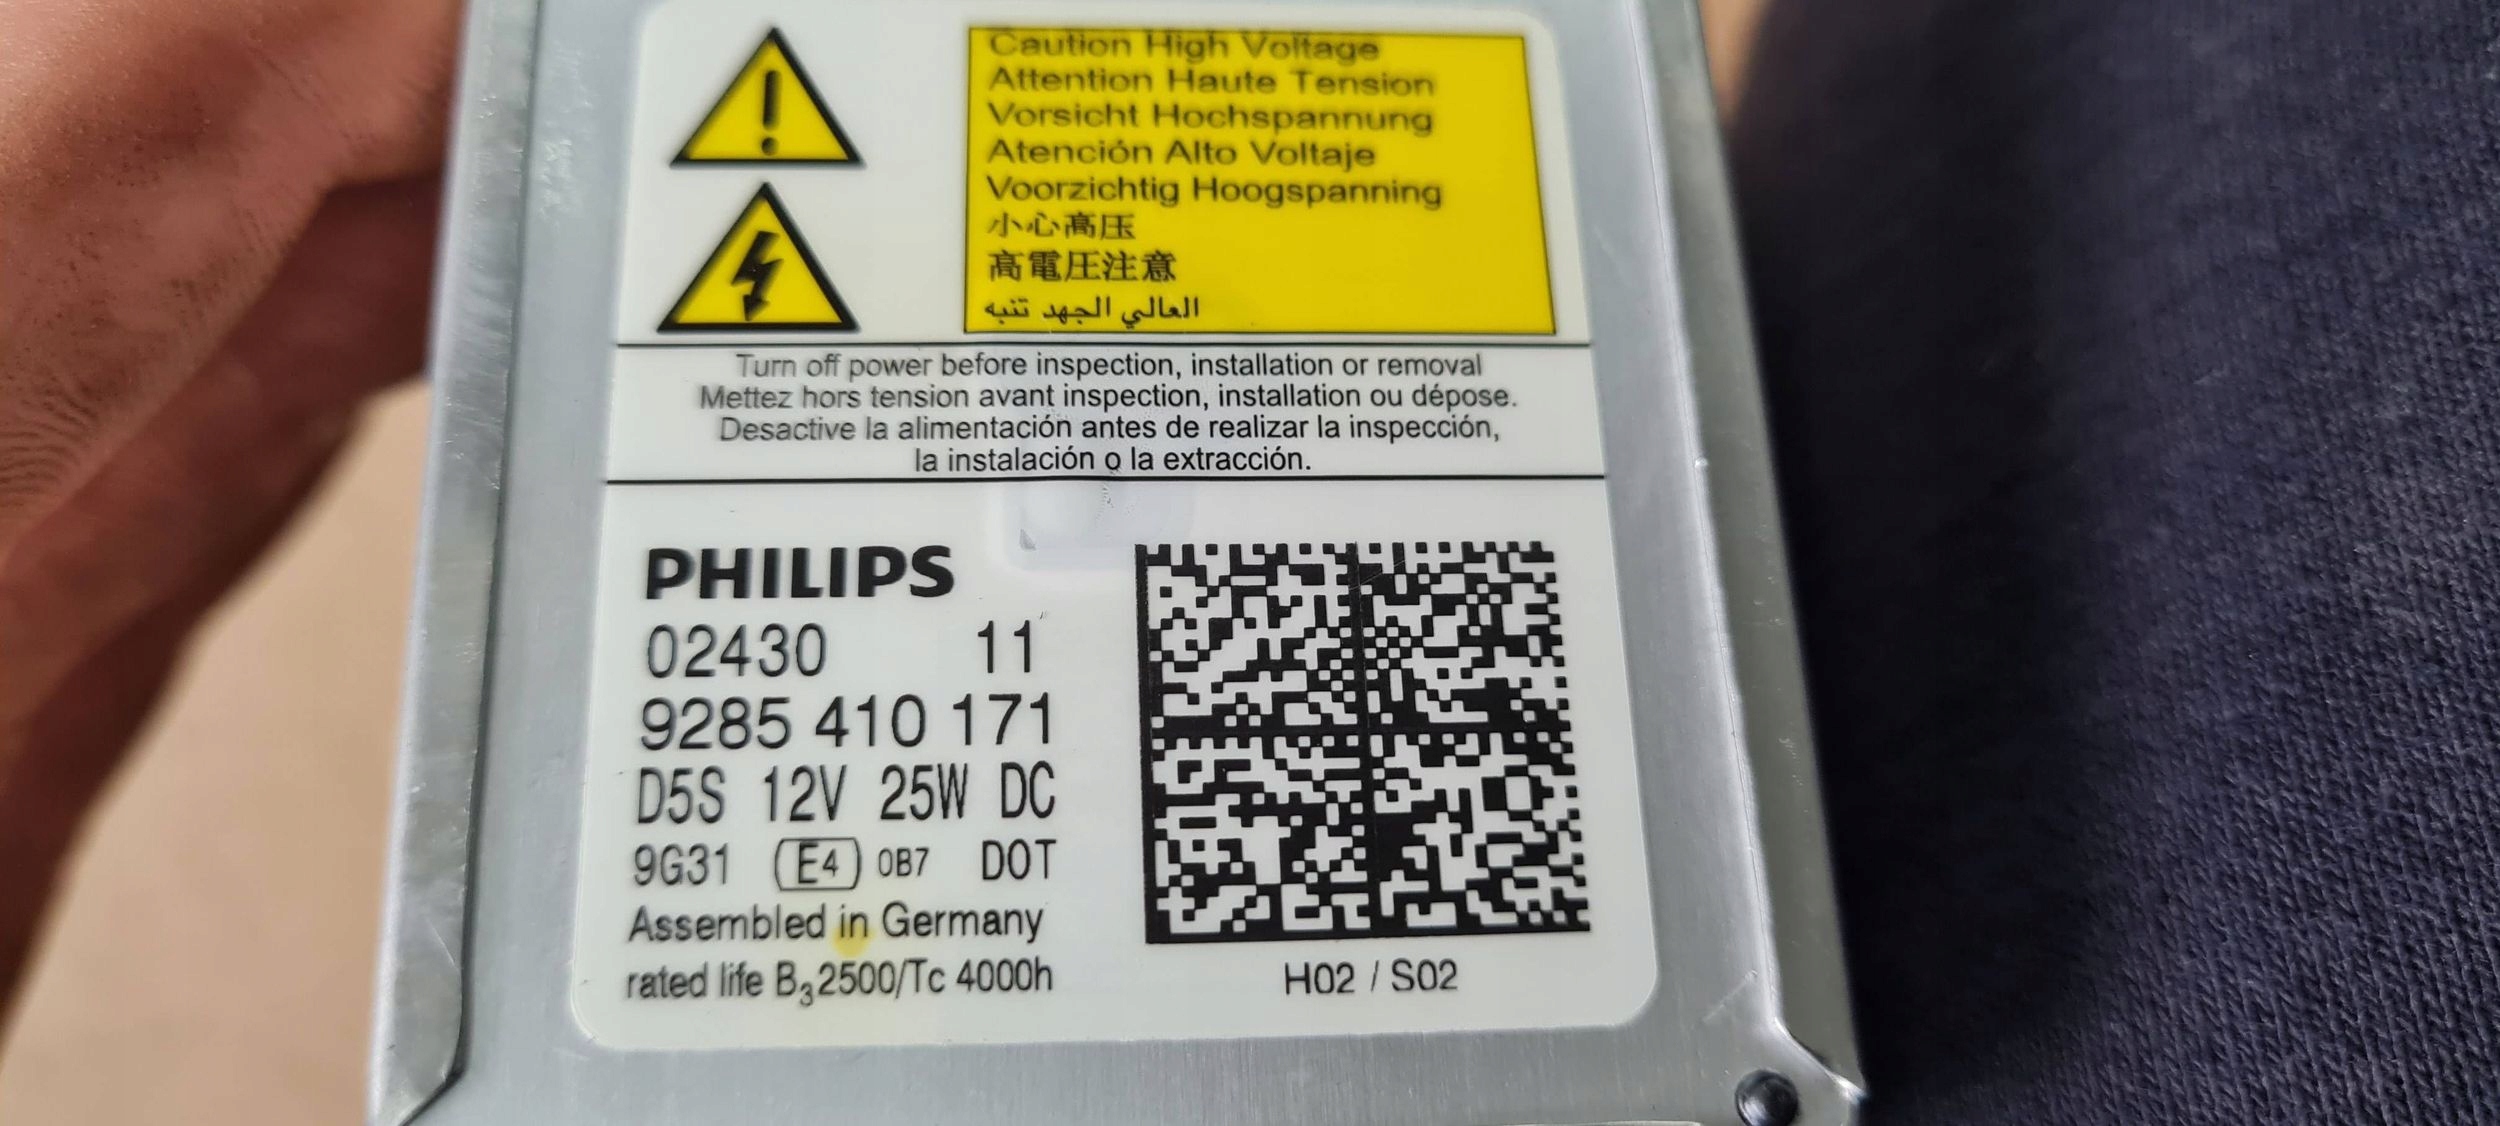 Caution High Voltage
Attention Haute Tension
Vorsicht Hochspannung
Atención Alto Voltaje
Voorzichtig Hoogspanning
小心高压
高電圧注意
العالي الجهد تنبه
Turn off power before inspection, installation or removal
Mettez hors tension avant inspection, installation ou dépose.
Desactive la alimentación antes de realizar la inspección,
la instalación o la extracción.
PHILIPS
02430 11
9285 410 171
D5S 12V 25W DC
9G31 E4 0B7 DOT
Assembled in Germany
rated life B₃2500/Tc 4000h
H02 / S02